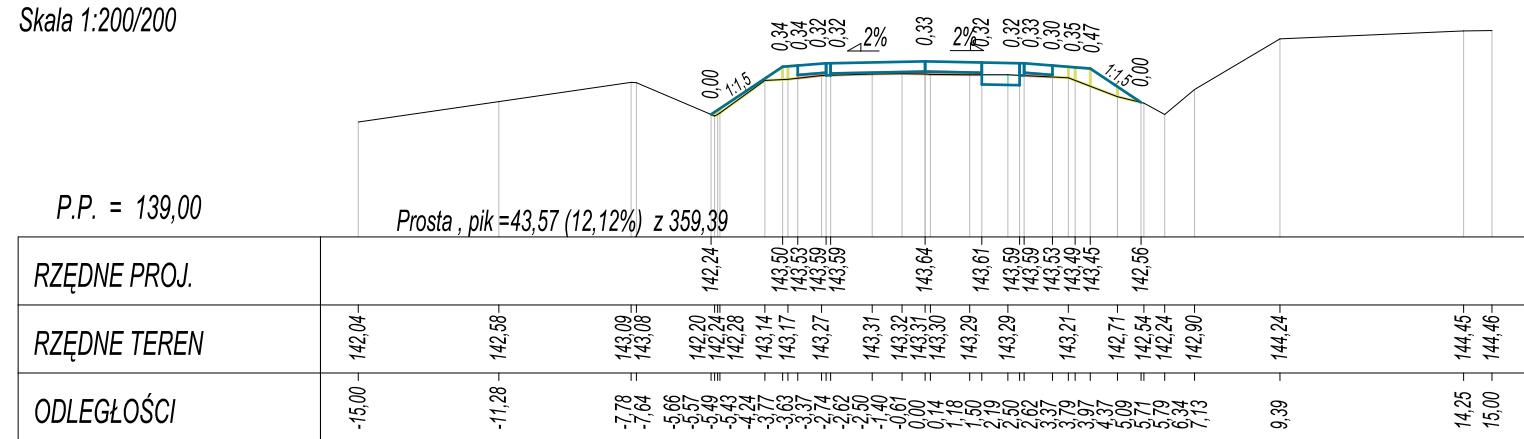 Skala 1:200/200
0,34 0,34 0,32 0,32 0,33 0,32 0,32 0,33 0,30 0,35 0,47
2% 2%
0,00 1:1,5 1:1,5 0,00
P.P. = 139,00
Prosta , pik =43,57 (12,12%) z 359,39
RZĘDNE PROJ. 142,24 143,50 143,53 143,59 143,59 143,64 143,61 143,59 143,59 143,53 143,49 143,45 142,56
RZĘDNE TEREN 142,04 142,58 143,09 143,08 142,20 142,24 142,28 143,14 143,17 143,27 143,31 143,32 143,31 143,30 143,29 143,29 143,21 142,71 142,54 142,24 142,90 144,24 144,45 144,46
ODLEGŁOŚCI -15,00 -11,28 -7,78 -7,64 -5,66 -5,57 -5,49 -5,43 -4,24 -3,77 -3,63 -3,37 -2,74 -2,62 -2,50 -1,40 -0,61 0,00 0,14 1,18 1,50 2,19 2,50 2,62 3,37 3,79 3,97 4,37 5,09 5,71 5,79 6,34 7,13 9,39 14,25 15,00